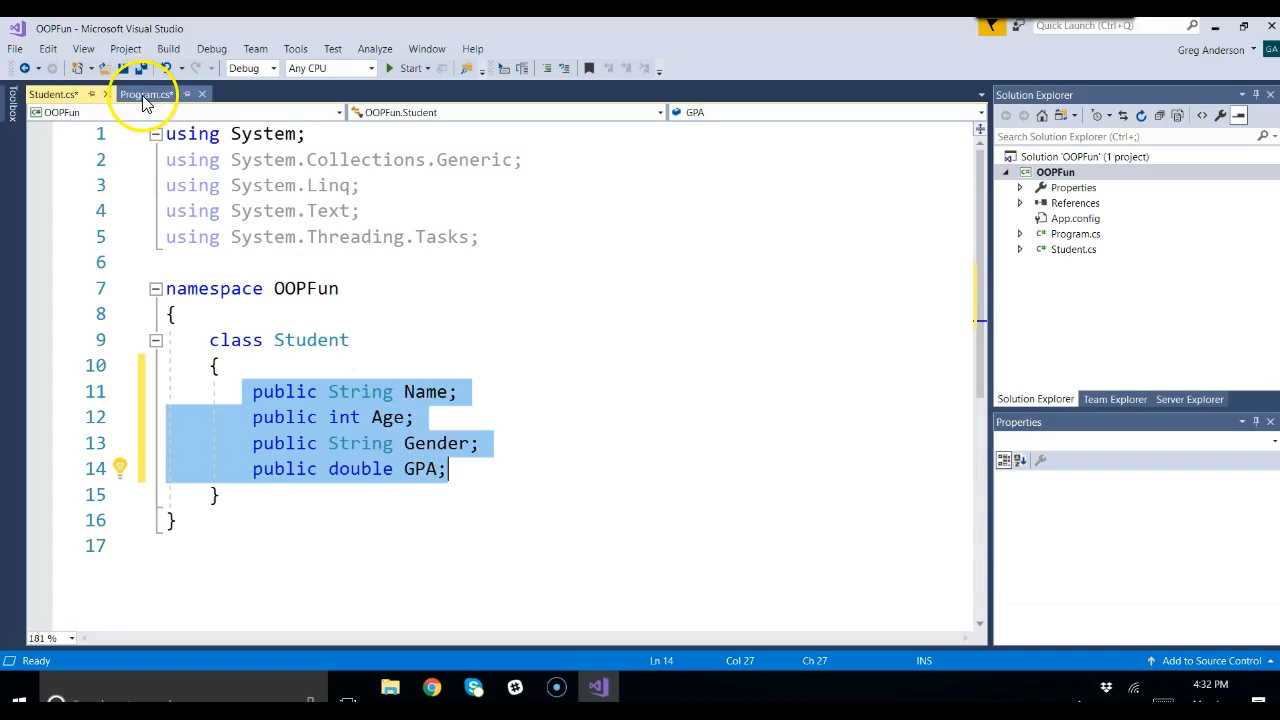 OOPFun - Microsoft Visual Studio
Quick Launch (Ctrl+Q)
File Edit View Project Build Debug Team Tools Test Analyze Window Help
Greg Anderson GA
Debug Any CPU Start
Student.cs* Program.cs*
OOPFun OOPFun.Student GPA
Toolbox
1 using System;
2 using System.Collections.Generic;
3 using System.Linq;
4 using System.Text;
5 using System.Threading.Tasks;
6
7 namespace OOPFun
8 {
9 class Student
10 {
11 public String Name;
12 public int Age;
13 public String Gender;
14 public double GPA;
15 }
16 }
17
181 %
Solution Explorer
Search Solution Explorer (Ctrl+;)
Solution 'OOPFun' (1 project)
OOPFun
Properties
References
App.config
Program.cs
Student.cs
Solution Explorer Team Explorer Server Explorer
Properties
Ready Ln 14 Col 27 Ch 27 INS Add to Source Control
4:32 PM